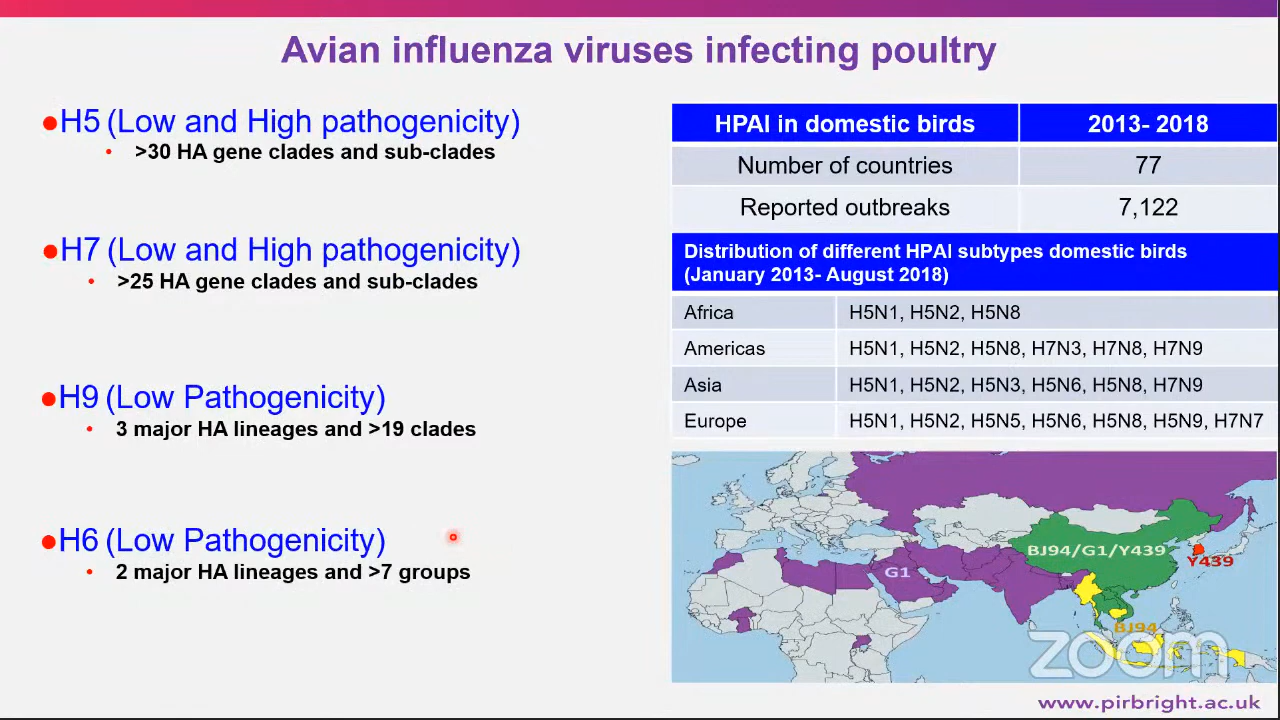 Avian influenza viruses infecting poultry
H5 (Low and High pathogenicity)
>30 HA gene clades and sub-clades
H7 (Low and High pathogenicity)
>25 HA gene clades and sub-clades
H9 (Low Pathogenicity)
3 major HA lineages and >19 clades
H6 (Low Pathogenicity)
2 major HA lineages and >7 groups
HPAI in domestic birds 2013- 2018
Number of countries 77
Reported outbreaks 7,122
Distribution of different HPAI subtypes domestic birds
(January 2013- August 2018)
Africa H5N1, H5N2, H5N8
Americas H5N1, H5N2, H5N8, H7N3, H7N8, H7N9
Asia H5N1, H5N2, H5N3, H5N6, H5N8, H7N9
Europe H5N1, H5N2, H5N5, H5N6, H5N8, H5N9, H7N7
BJ94/G1/Y439
Y439
G1
BJ94
zoom
www.pirbright.ac.uk